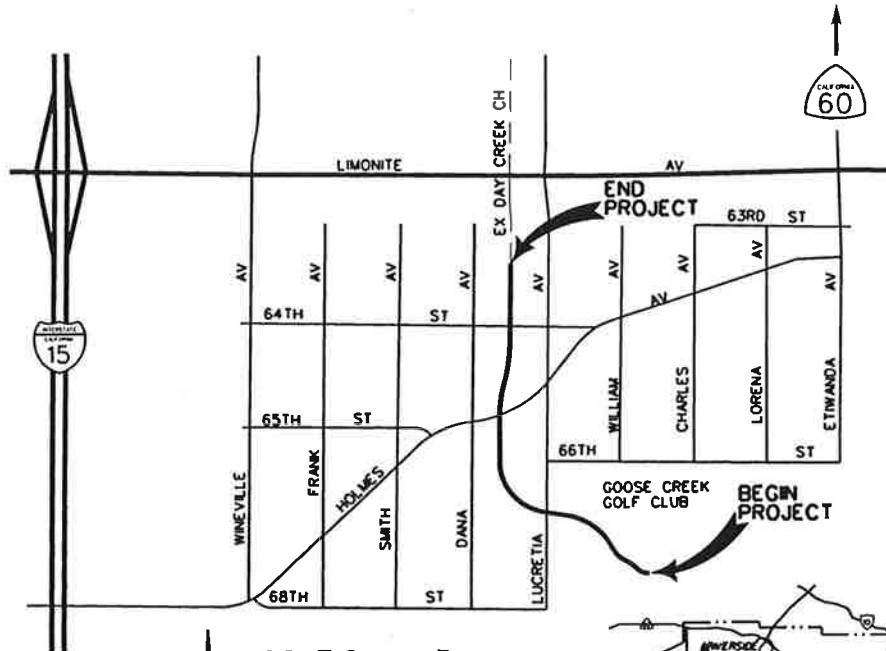 CALIFORNIA
60
EX DAY CREEK CH
LIMONITE AV
END
PROJECT
63RD ST
AV
AV
AV
AV
AV
AV
AV
AV
AV
AV
64TH ST
INTERSTATE
CALIFORNIA
15
65TH ST
WINEVILLE
FRANK
HOLMES
SMITH
DANA
LUCRETIA
WILLIAM
CHARLES
LORENA
ETIWANDA
66TH ST
GOOSE CREEK
GOLF CLUB
BEGIN
PROJECT
68TH ST
RIVERSIDE